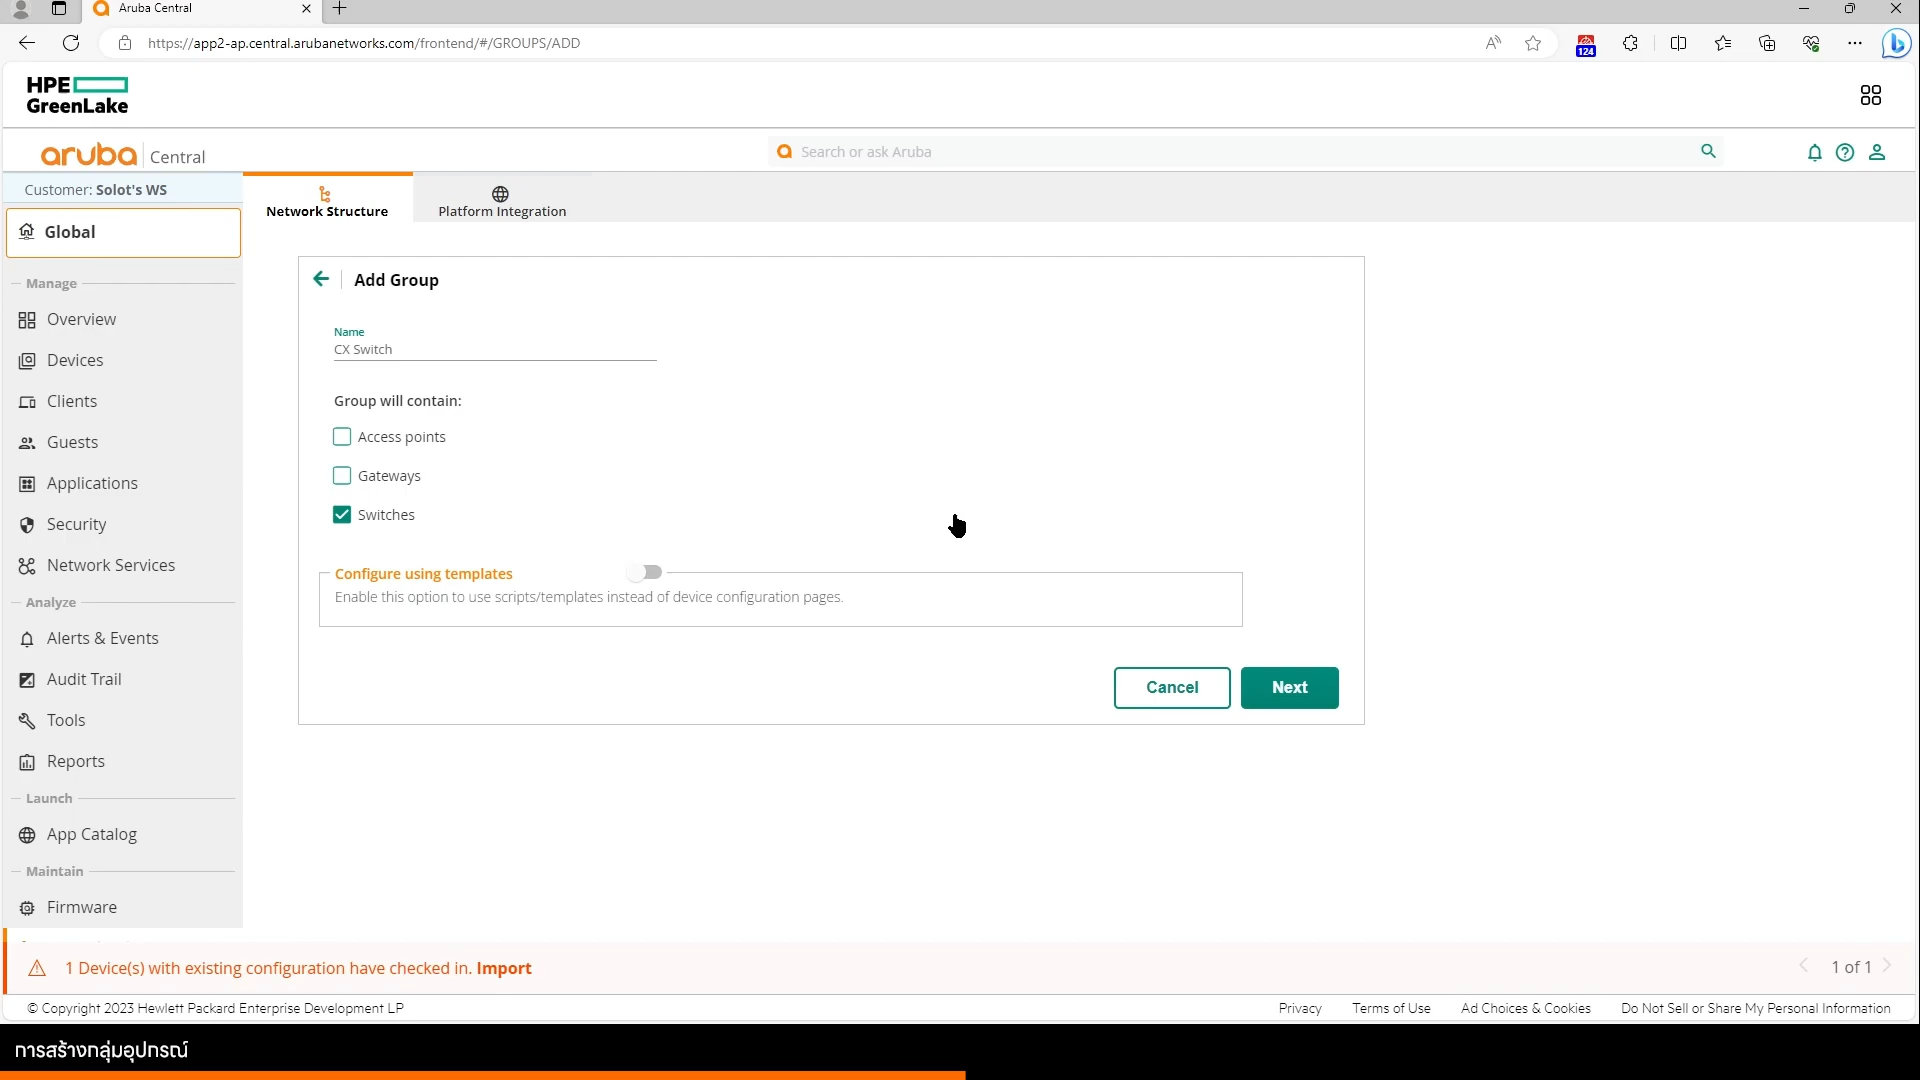 Aruba Central
https://app2-ap.central.arubanetworks.com/frontend/#/GROUPS/ADD
124
HPE
GreenLake
aruba Central
Search or ask Aruba
Customer: Solot's WS
Network Structure
Platform Integration
Global
Manage
Overview
Devices
Clients
Guests
Applications
Security
Network Services
Analyze
Alerts & Events
Audit Trail
Tools
Reports
Launch
App Catalog
Maintain
Firmware
Add Group
Name
CX Switch
Group will contain:
Access points
Gateways
Switches
Configure using templates
Enable this option to use scripts/templates instead of device configuration pages.
Cancel
Next
1 Device(s) with existing configuration have checked in. Import
1 of 1
© Copyright 2023 Hewlett Packard Enterprise Development LP
Privacy
Terms of Use
Ad Choices & Cookies
Do Not Sell or Share My Personal Information
การสร้างกลุ่มอุปกรณ์